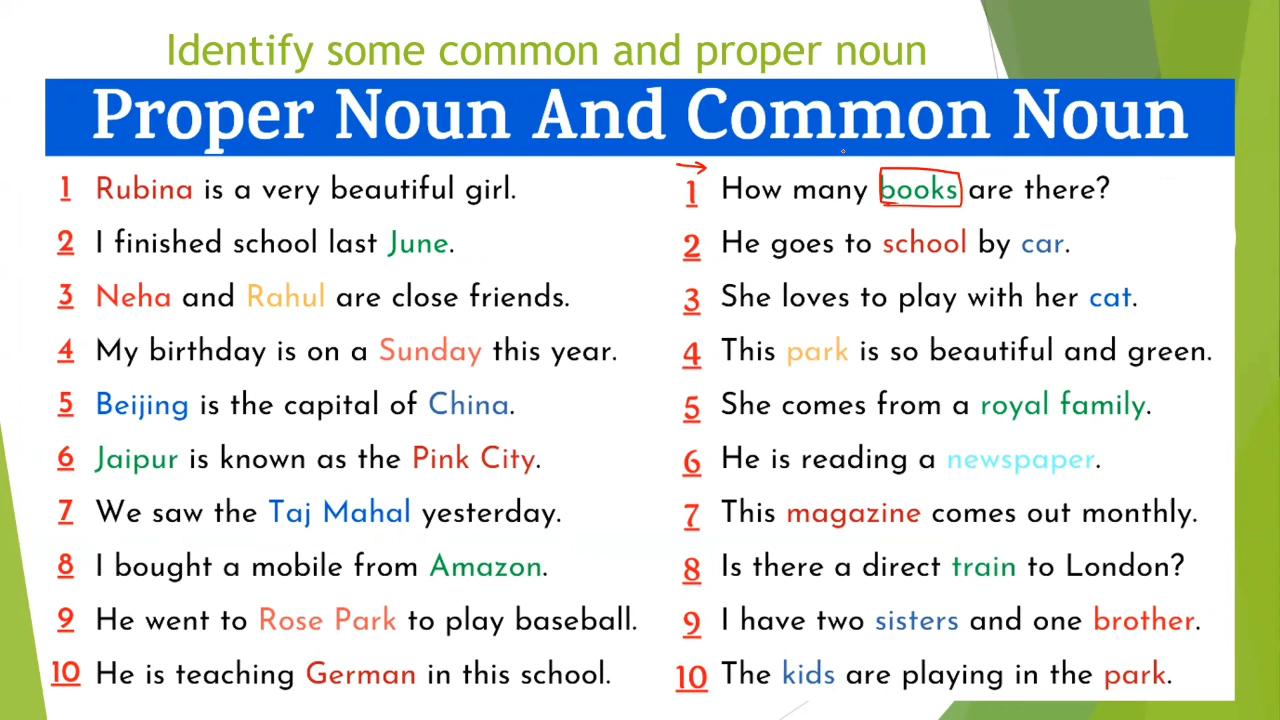 Identify some common and proper noun
Proper Noun And Common Noun
1 Rubina is a very beautiful girl.
2 I finished school last June.
3 Neha and Rahul are close friends.
4 My birthday is on a Sunday this year.
5 Beijing is the capital of China.
6 Jaipur is known as the Pink City.
7 We saw the Taj Mahal yesterday.
8 I bought a mobile from Amazon.
9 He went to Rose Park to play baseball.
10 He is teaching German in this school.
1 How many books are there?
2 He goes to school by car.
3 She loves to play with her cat.
4 This park is so beautiful and green.
5 She comes from a royal family.
6 He is reading a newspaper.
7 This magazine comes out monthly.
8 Is there a direct train to London?
9 I have two sisters and one brother.
10 The kids are playing in the park.